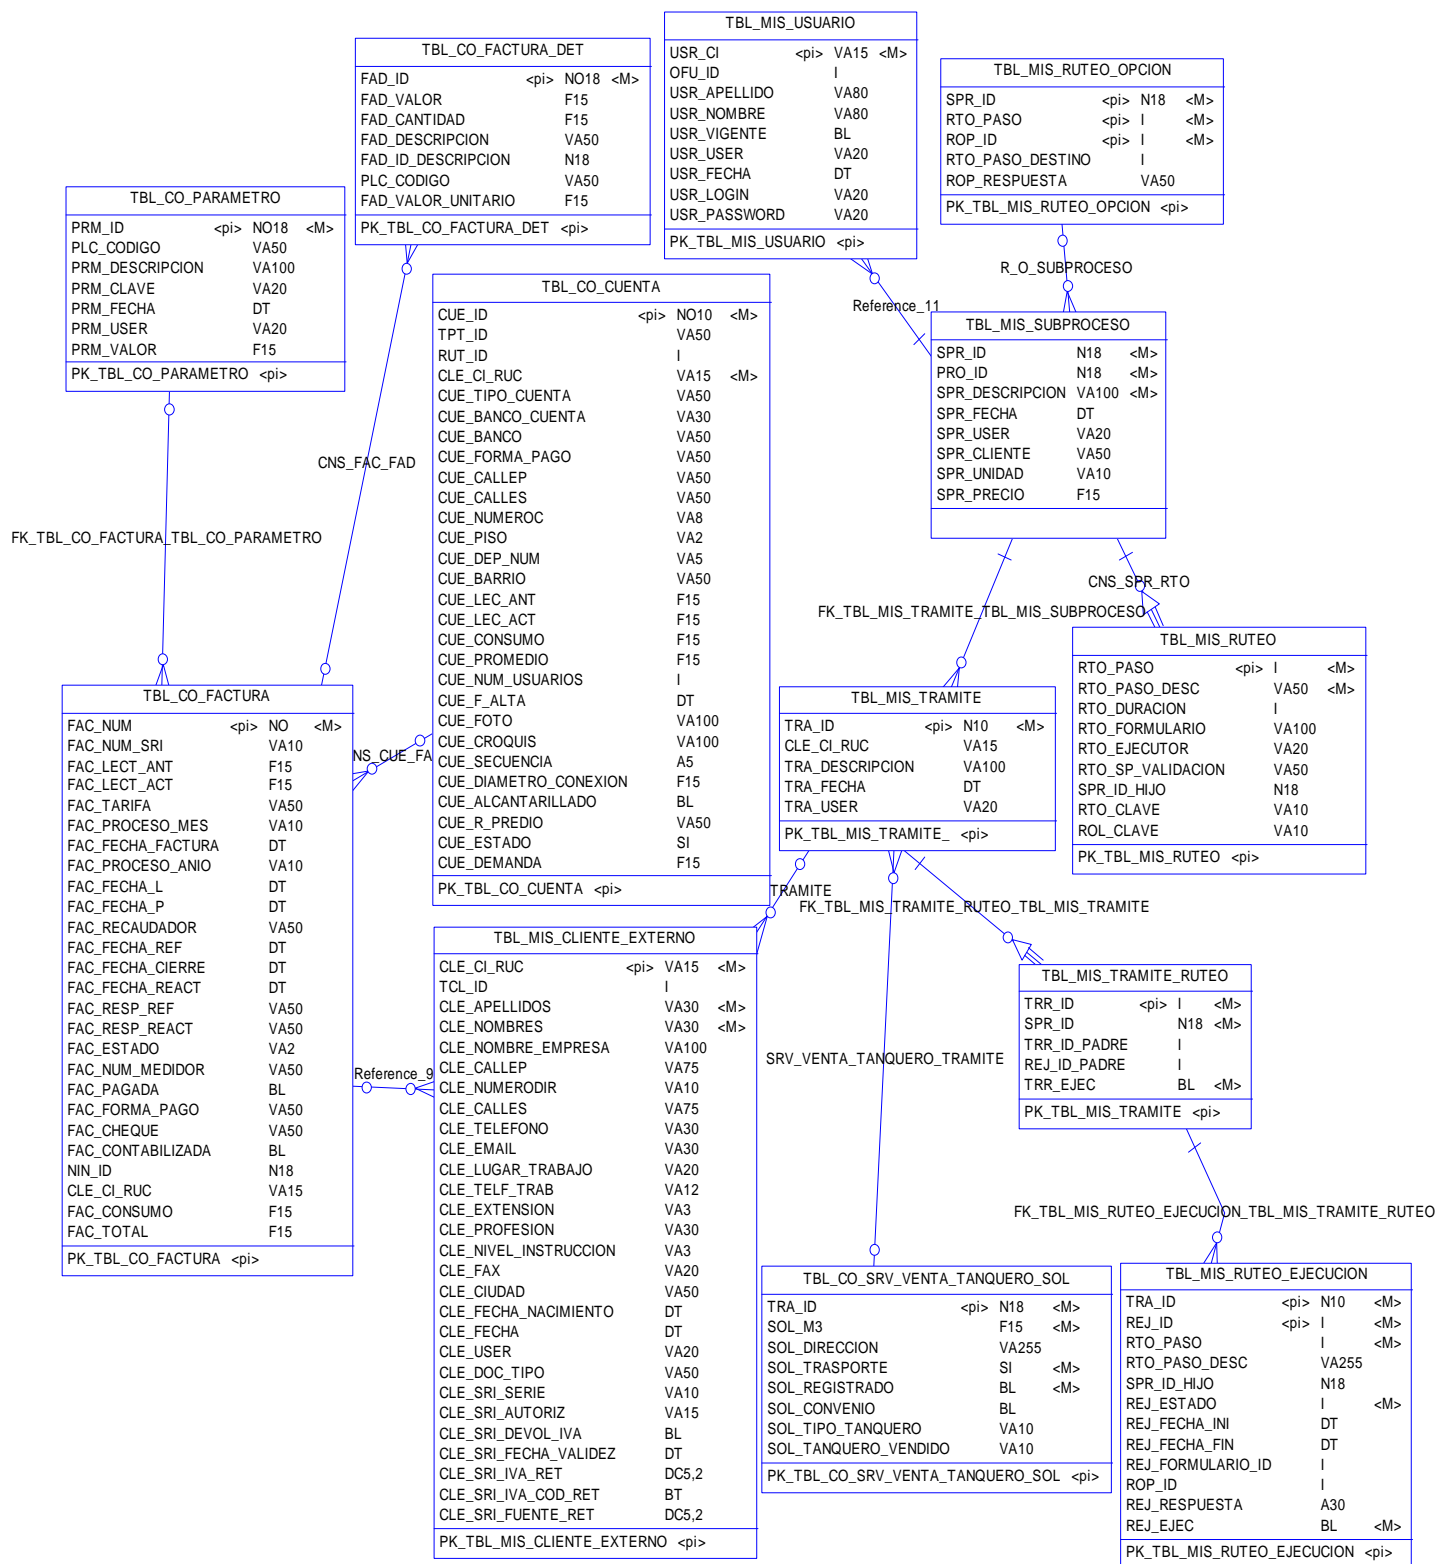 TBL_MIS_USUARIO
USR_CI <pi> VA15 <M>
OFU_ID I
USR_APELLIDO VA80
USR_NOMBRE VA80
USR_VIGENTE BL
USR_USER VA20
USR_FECHA DT
USR_LOGIN VA20
USR_PASSWORD VA20
PK_TBL_MIS_USUARIO <pi>
TBL_CO_FACTURA_DET
FAD_ID <pi> NO18 <M>
FAD_VALOR F15
FAD_CANTIDAD F15
FAD_DESCRIPCION VA50
FAD_ID_DESCRIPCION N18
PLC_CODIGO VA50
FAD_VALOR_UNITARIO F15
PK_TBL_CO_FACTURA_DET <pi>
TBL_MIS_RUTEO_OPCION
SPR_ID <pi> N18 <M>
RTO_PASO <pi> I <M>
ROP_ID <pi> I <M>
RTO_PASO_DESTINO I
ROP_RESPUESTA VA50
PK_TBL_MIS_RUTEO_OPCION <pi>
TBL_CO_PARAMETRO
PRM_ID <pi> NO18 <M>
PLC_CODIGO VA50
PRM_DESCRIPCION VA100
PRM_CLAVE VA20
PRM_FECHA DT
PRM_USER VA20
PRM_VALOR F15
PK_TBL_CO_PARAMETRO <pi>
R_O_SUBPROCESO
Reference_11
TBL_CO_CUENTA
CUE_ID <pi> NO10 <M>
TPT_ID VA50
RUT_ID I
CLE_CI_RUC VA15 <M>
CUE_TIPO_CUENTA VA50
CUE_BANCO_CUENTA VA30
CUE_BANCO VA50
CUE_FORMA_PAGO VA50
CUE_CALLEP VA50
CUE_CALLES VA50
CUE_NUMEROC VA8
CUE_PISO VA2
CUE_DEP_NUM VA5
CUE_BARRIO VA50
CUE_LEC_ANT F15
CUE_LEC_ACT F15
CUE_CONSUMO F15
CUE_PROMEDIO F15
CUE_NUM_USUARIOS I
CUE_F_ALTA DT
CUE_FOTO VA100
CUE_CROQUIS VA100
CUE_SECUENCIA A5
CUE_DIAMETRO_CONEXION F15
CUE_ALCANTARILLADO BL
CUE_R_PREDIO VA50
CUE_ESTADO SI
CUE_DEMANDA F15
PK_TBL_CO_CUENTA <pi>
TBL_MIS_SUBPROCESO
SPR_ID N18 <M>
PRO_ID N18 <M>
SPR_DESCRIPCION VA100 <M>
SPR_FECHA DT
SPR_USER VA20
SPR_CLIENTE VA50
SPR_UNIDAD VA10
SPR_PRECIO F15
CNS_FAC_FAD
FK_TBL_CO_FACTURA_TBL_CO_PARAMETRO
CNS_SPR_RTO
FK_TBL_MIS_TRAMITE_TBL_MIS_SUBPROCESO
TBL_MIS_RUTEO
RTO_PASO <pi> I <M>
RTO_PASO_DESC VA50 <M>
RTO_DURACION I
RTO_FORMULARIO VA100
RTO_EJECUTOR VA20
RTO_SP_VALIDACION VA50
SPR_ID_HIJO N18
RTO_CLAVE VA10
ROL_CLAVE VA10
PK_TBL_MIS_RUTEO <pi>
TBL_CO_FACTURA
FAC_NUM <pi> NO <M>
FAC_NUM_SRI VA10
FAC_LECT_ANT F15
FAC_LECT_ACT F15
FAC_TARIFA VA50
FAC_PROCESO_MES VA10
FAC_FECHA_FACTURA DT
FAC_PROCESO_ANIO VA10
FAC_FECHA_L DT
FAC_FECHA_P DT
FAC_RECAUDADOR VA50
FAC_FECHA_REF DT
FAC_FECHA_CIERRE DT
FAC_FECHA_REACT DT
FAC_RESP_REF VA50
FAC_RESP_REACT VA50
FAC_ESTADO VA2
FAC_NUM_MEDIDOR VA50
FAC_PAGADA BL
FAC_FORMA_PAGO VA50
FAC_CHEQUE VA50
FAC_CONTABILIZADA BL
NIN_ID N18
CLE_CI_RUC VA15
FAC_CONSUMO F15
FAC_TOTAL F15
PK_TBL_CO_FACTURA <pi>
NS_CUE_FA
TBL_MIS_TRAMITE
TRA_ID <pi> N10 <M>
CLE_CI_RUC VA15
TRA_DESCRIPCION VA100
TRA_FECHA DT
TRA_USER VA20
PK_TBL_MIS_TRAMITE_ <pi>
TRAMITE
FK_TBL_MIS_TRAMITE_RUTEO_TBL_MIS_TRAMITE
TBL_MIS_CLIENTE_EXTERNO
CLE_CI_RUC <pi> VA15 <M>
TCL_ID I
CLE_APELLIDOS VA30 <M>
CLE_NOMBRES VA30 <M>
CLE_NOMBRE_EMPRESA VA100
CLE_CALLEP VA75
CLE_NUMERODIR VA10
CLE_CALLES VA75
CLE_TELEFONO VA30
CLE_EMAIL VA30
CLE_LUGAR_TRABAJO VA20
CLE_TELF_TRAB VA12
CLE_EXTENSION VA3
CLE_PROFESION VA30
CLE_NIVEL_INSTRUCCION VA3
CLE_FAX VA20
CLE_CIUDAD VA50
CLE_FECHA_NACIMIENTO DT
CLE_FECHA DT
CLE_USER VA20
CLE_DOC_TIPO VA50
CLE_SRI_SERIE VA10
CLE_SRI_AUTORIZ VA15
CLE_SRI_DEVOL_IVA BL
CLE_SRI_FECHA_VALIDEZ DT
CLE_SRI_IVA_RET DC5,2
CLE_SRI_IVA_COD_RET BT
CLE_SRI_FUENTE_RET DC5,2
PK_TBL_MIS_CLIENTE_EXTERNO <pi>
Reference_9
TBL_MIS_TRAMITE_RUTEO
TRR_ID <pi> I <M>
SPR_ID N18 <M>
TRR_ID_PADRE I
REJ_ID_PADRE I
TRR_EJEC BL <M>
PK_TBL_MIS_TRAMITE <pi>
SRV_VENTA_TANQUERO_TRAMITE
FK_TBL_MIS_RUTEO_EJECUCION_TBL_MIS_TRAMITE_RUTEO
TBL_CO_SRV_VENTA_TANQUERO_SOL
TRA_ID <pi> N18 <M>
SOL_M3 F15 <M>
SOL_DIRECCION VA255
SOL_TRASPORTE SI <M>
SOL_REGISTRADO BL <M>
SOL_CONVENIO BL
SOL_TIPO_TANQUERO VA10
SOL_TANQUERO_VENDIDO VA10
PK_TBL_CO_SRV_VENTA_TANQUERO_SOL <pi>
TBL_MIS_RUTEO_EJECUCION
TRA_ID <pi> N10 <M>
REJ_ID <pi> I <M>
RTO_PASO I <M>
RTO_PASO_DESC VA255
SPR_ID_HIJO N18
REJ_ESTADO I <M>
REJ_FECHA_INI DT
REJ_FECHA_FIN DT
REJ_FORMULARIO_ID I
ROP_ID I
REJ_RESPUESTA A30
REJ_EJEC BL <M>
PK_TBL_MIS_RUTEO_EJECUCION <pi>